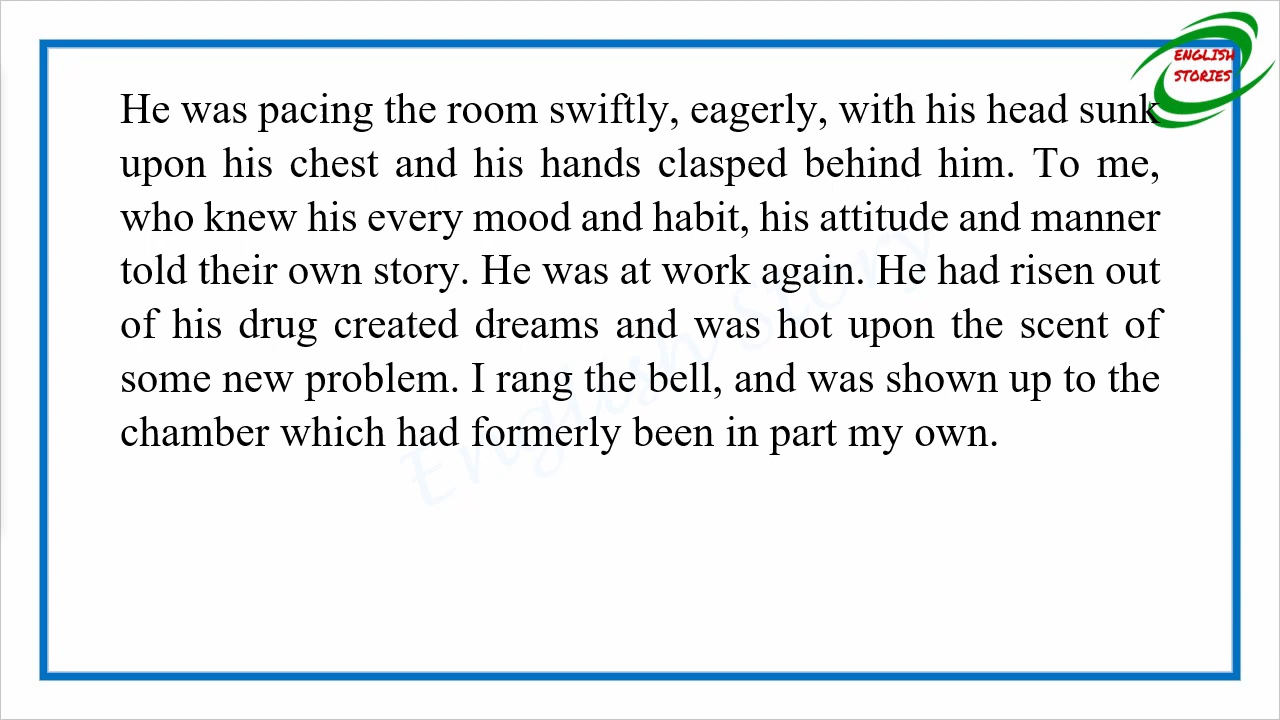 ENGLISH
STORIES
He was pacing the room swiftly, eagerly, with his head sunk
upon his chest and his hands clasped behind him. To me,
who knew his every mood and habit, his attitude and manner
told their own story. He was at work again. He had risen out
of his drug created dreams and was hot upon the scent of
some new problem. I rang the bell, and was shown up to the
chamber which had formerly been in part my own.
English Story